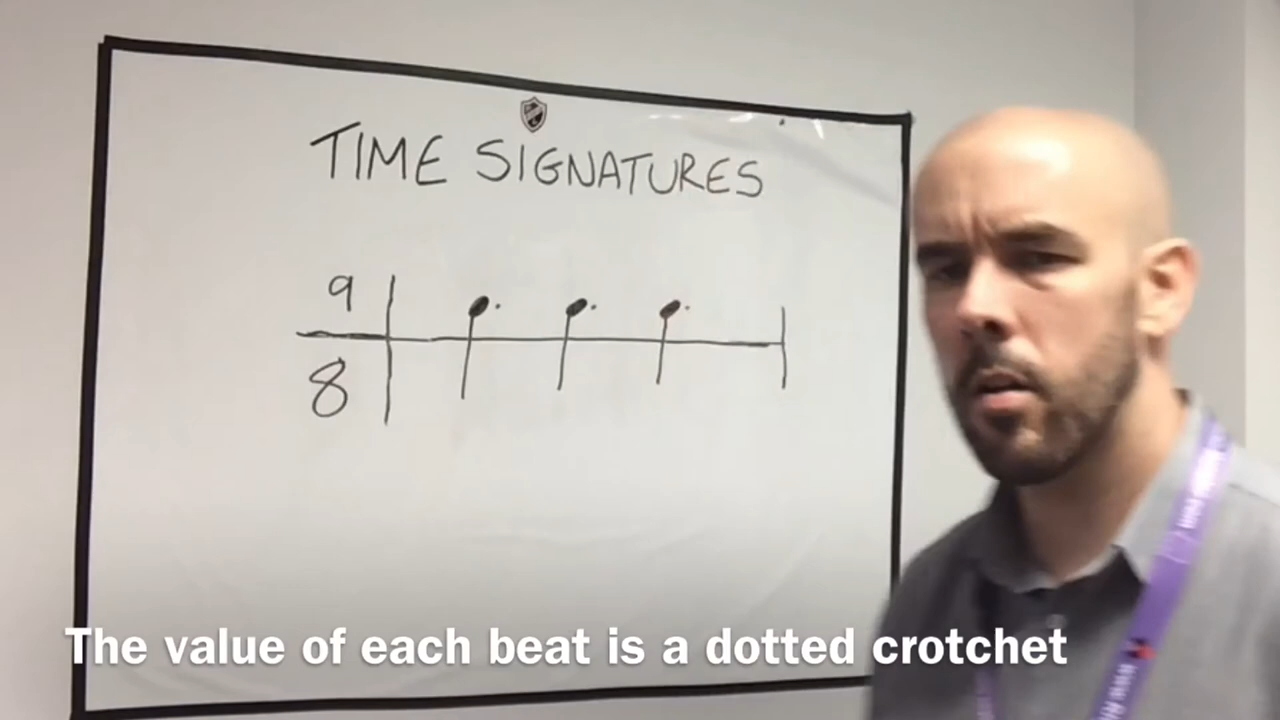 TIME SIGNATURES
9
8
The value of each beat is a dotted crotchet